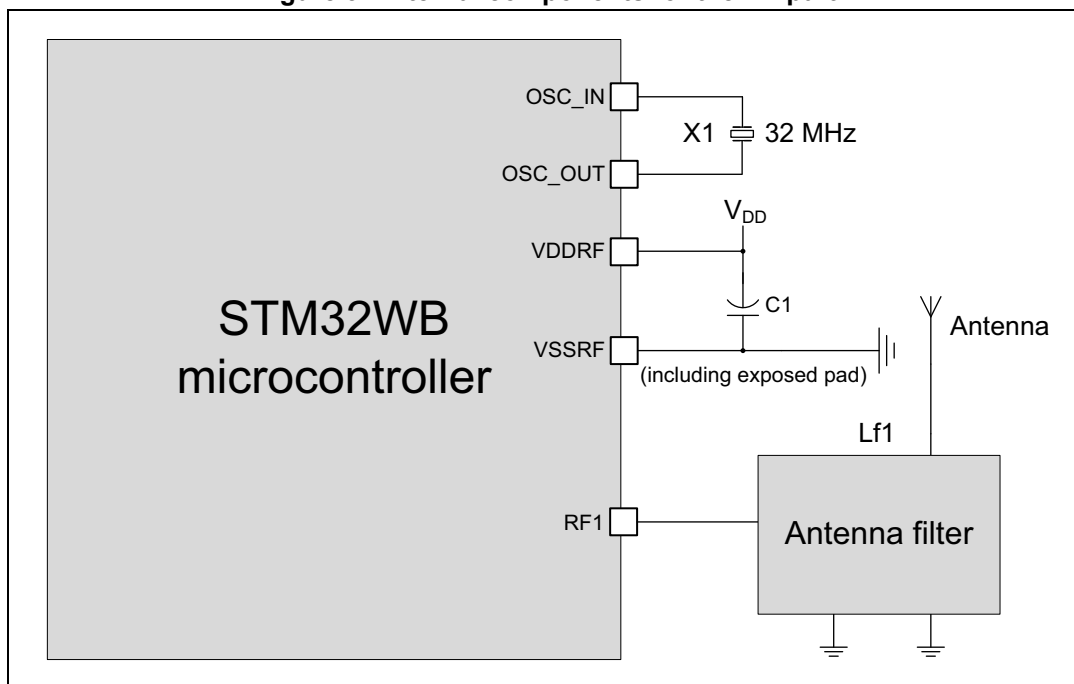 OSC_IN
X1 32 MHz
OSC_OUT
V_DD
VDDRF
C1
STM32WB
microcontroller
Antenna
VSSRF
(including exposed pad)
Lf1
RF1
Antenna filter